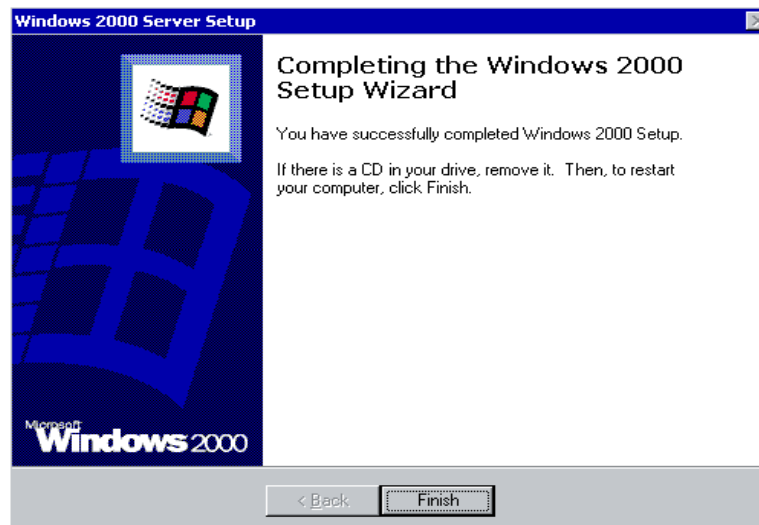 Windows 2000 Server Setup
Completing the Windows 2000
Setup Wizard
You have successfully completed Windows 2000 Setup.
If there is a CD in your drive, remove it. Then, to restart
your computer, click Finish.
Microsoft
Windows 2000
< Back
Finish